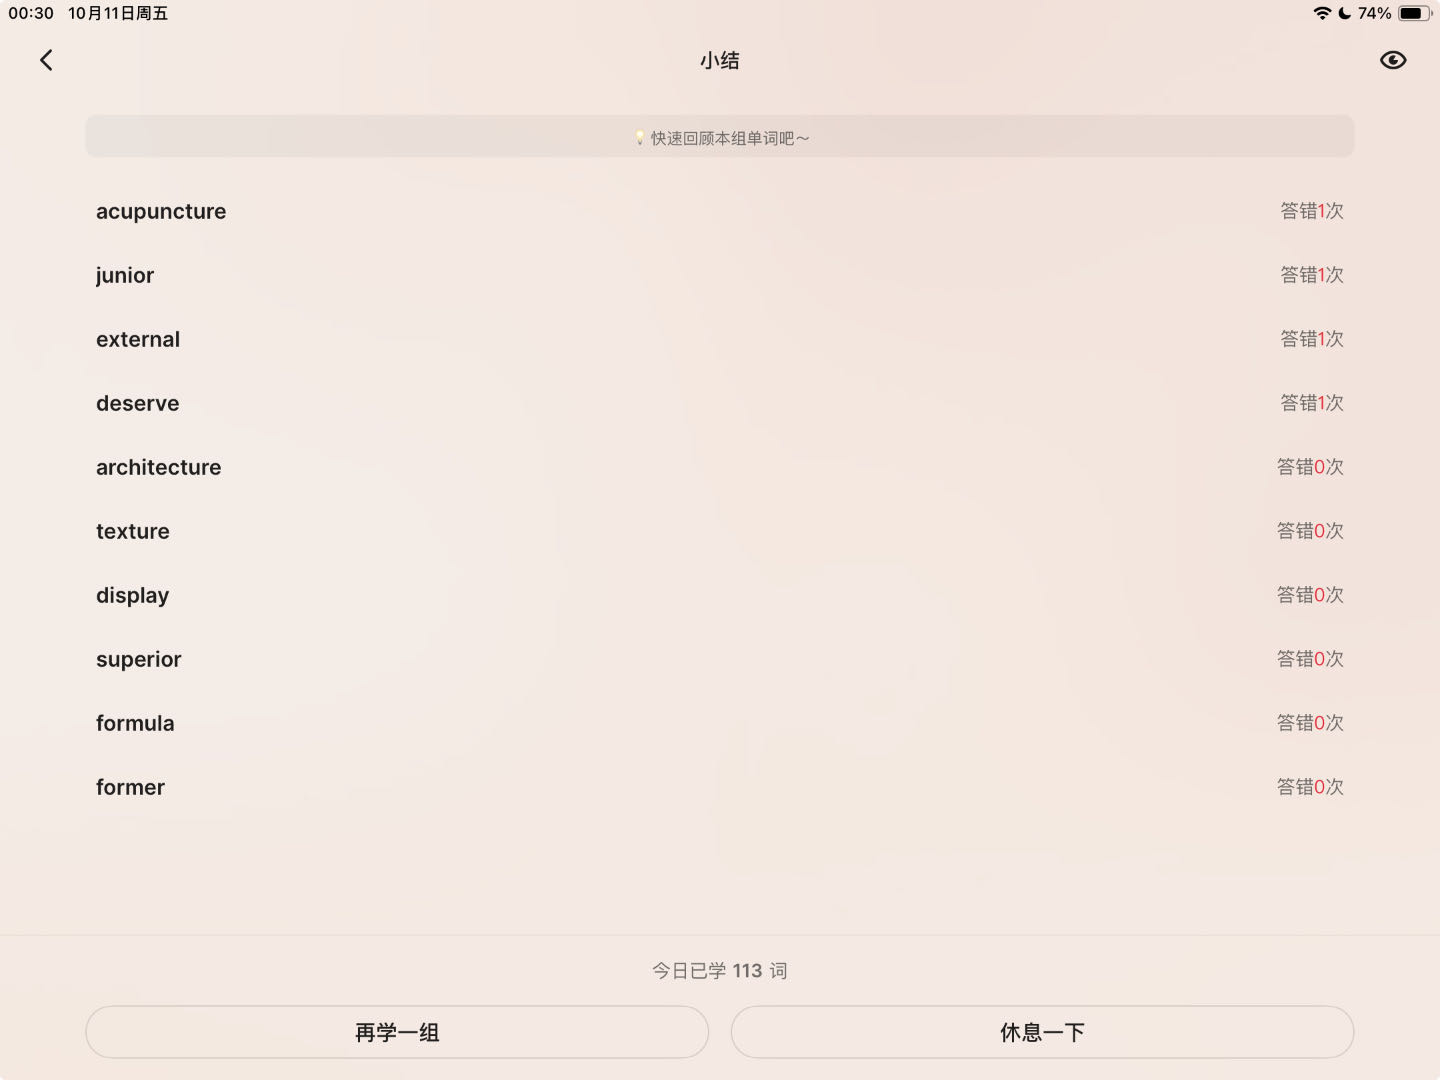 00:30 10月11日周五 74%
小结
快速回顾本组单词吧～
acupuncture 答错1次
junior 答错1次
external 答错1次
deserve 答错1次
architecture 答错0次
texture 答错0次
display 答错0次
superior 答错0次
formula 答错0次
former 答错0次
今日已学 113 词
再学一组 休息一下